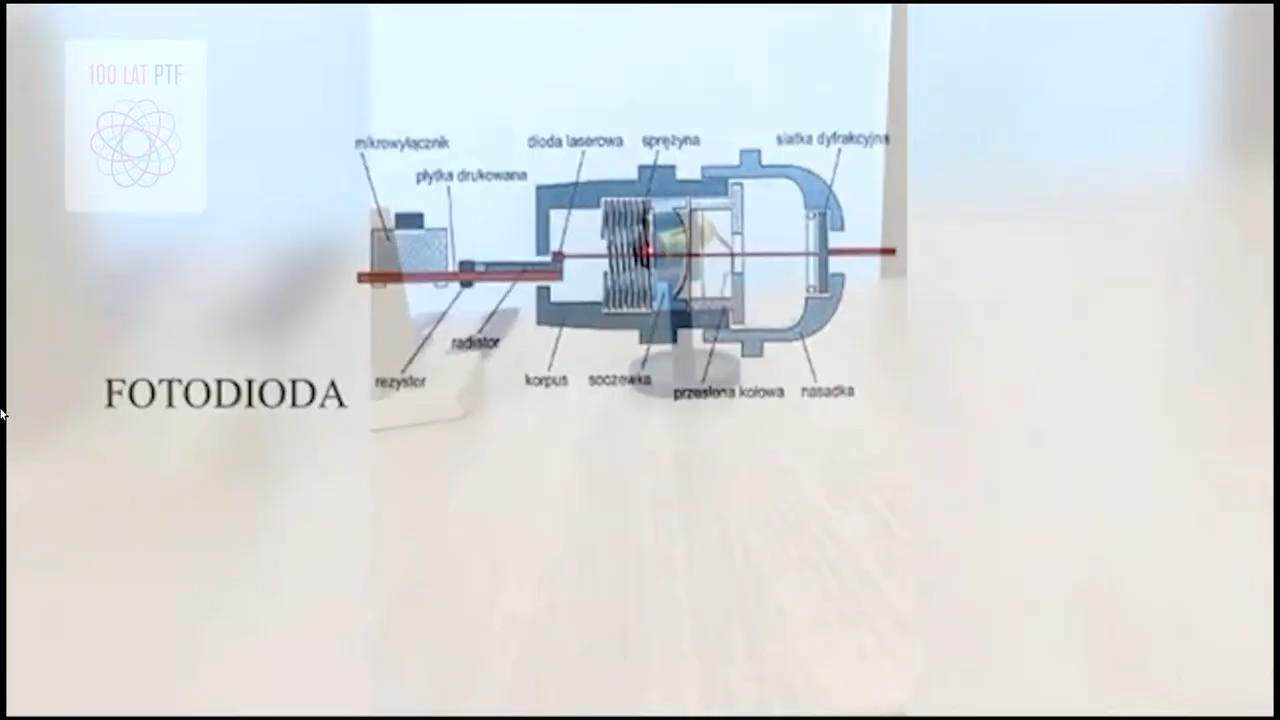 100 LAT PTF
mikrowyłącznik
dioda laserowa
sprężyna
siatka dyfrakcyjna
płytka drukowana
radiator
rezystor
korpus
soczewka
przesłona kołowa
nasadka
FOTODIODA